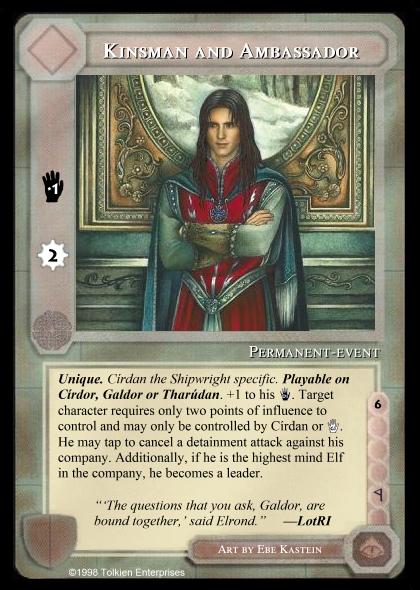 Kinsman and Ambassador
1
2
Permanent-event
Unique. Círdan the Shipwright specific. Playable on
Círdor, Galdor or Tharúdan. +1 to his . Target
character requires only two points of influence to
control and may only be controlled by Círdan or .
He may tap to cancel a detainment attack against his
company. Additionally, if he is the highest mind Elf
in the company, he becomes a leader.
6
“‘The questions that you ask, Galdor, are
bound together,’ said Elrond.” —LotRI
Art by Ebe Kastein
©1998 Tolkien Enterprises